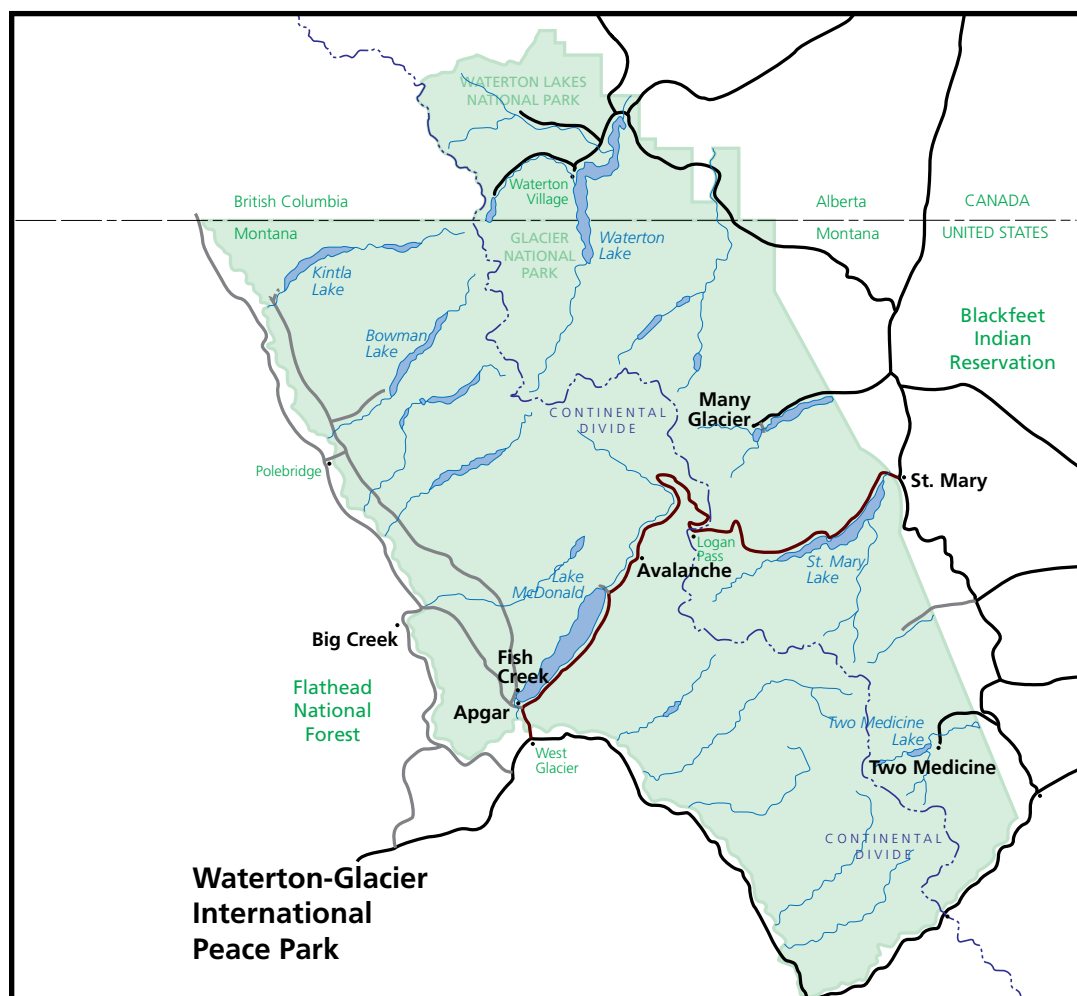 WATERTON LAKES
NATIONAL PARK
Waterton
Village
British Columbia
Alberta
CANADA
Montana
Montana
UNITED STATES
GLACIER
NATIONAL
PARK
Waterton
Lake
Kintla
Lake
Bowman
Lake
Blackfeet
Indian
Reservation
Many
Glacier
CONTINENTAL
DIVIDE
Polebridge
St. Mary
Logan
Pass
Avalanche
St. Mary
Lake
Lake
McDonald
Big Creek
Fish
Creek
Flathead
National
Forest
Apgar
West
Glacier
Two Medicine
Lake
Two Medicine
CONTINENTAL
DIVIDE
Waterton-Glacier
International
Peace Park